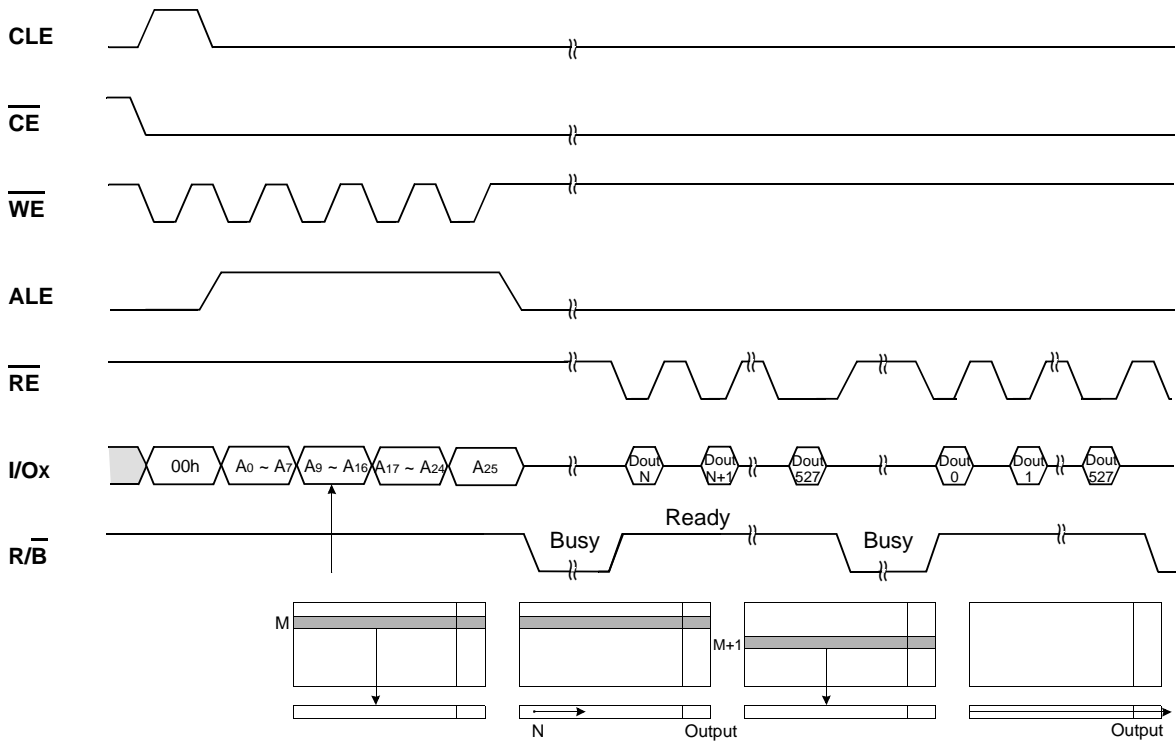 CLE
CE
WE
ALE
RE
I/Ox
00h
A0 ~ A7
A9 ~ A16
A17 ~ A24
A25
Dout
N
Dout
N+1
Dout
527
Dout
0
Dout
1
Dout
527
R/B
Busy
Ready
Busy
M
M+1
N
Output
Output